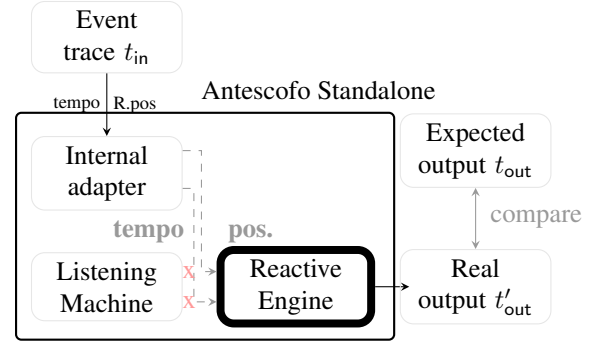 Event
trace t_in
tempo R.pos
Antescofo Standalone
Internal
adapter
Expected
output t_out
tempo pos.
compare
Listening
Machine
x
x
Reactive
Engine
Real
output t'_out